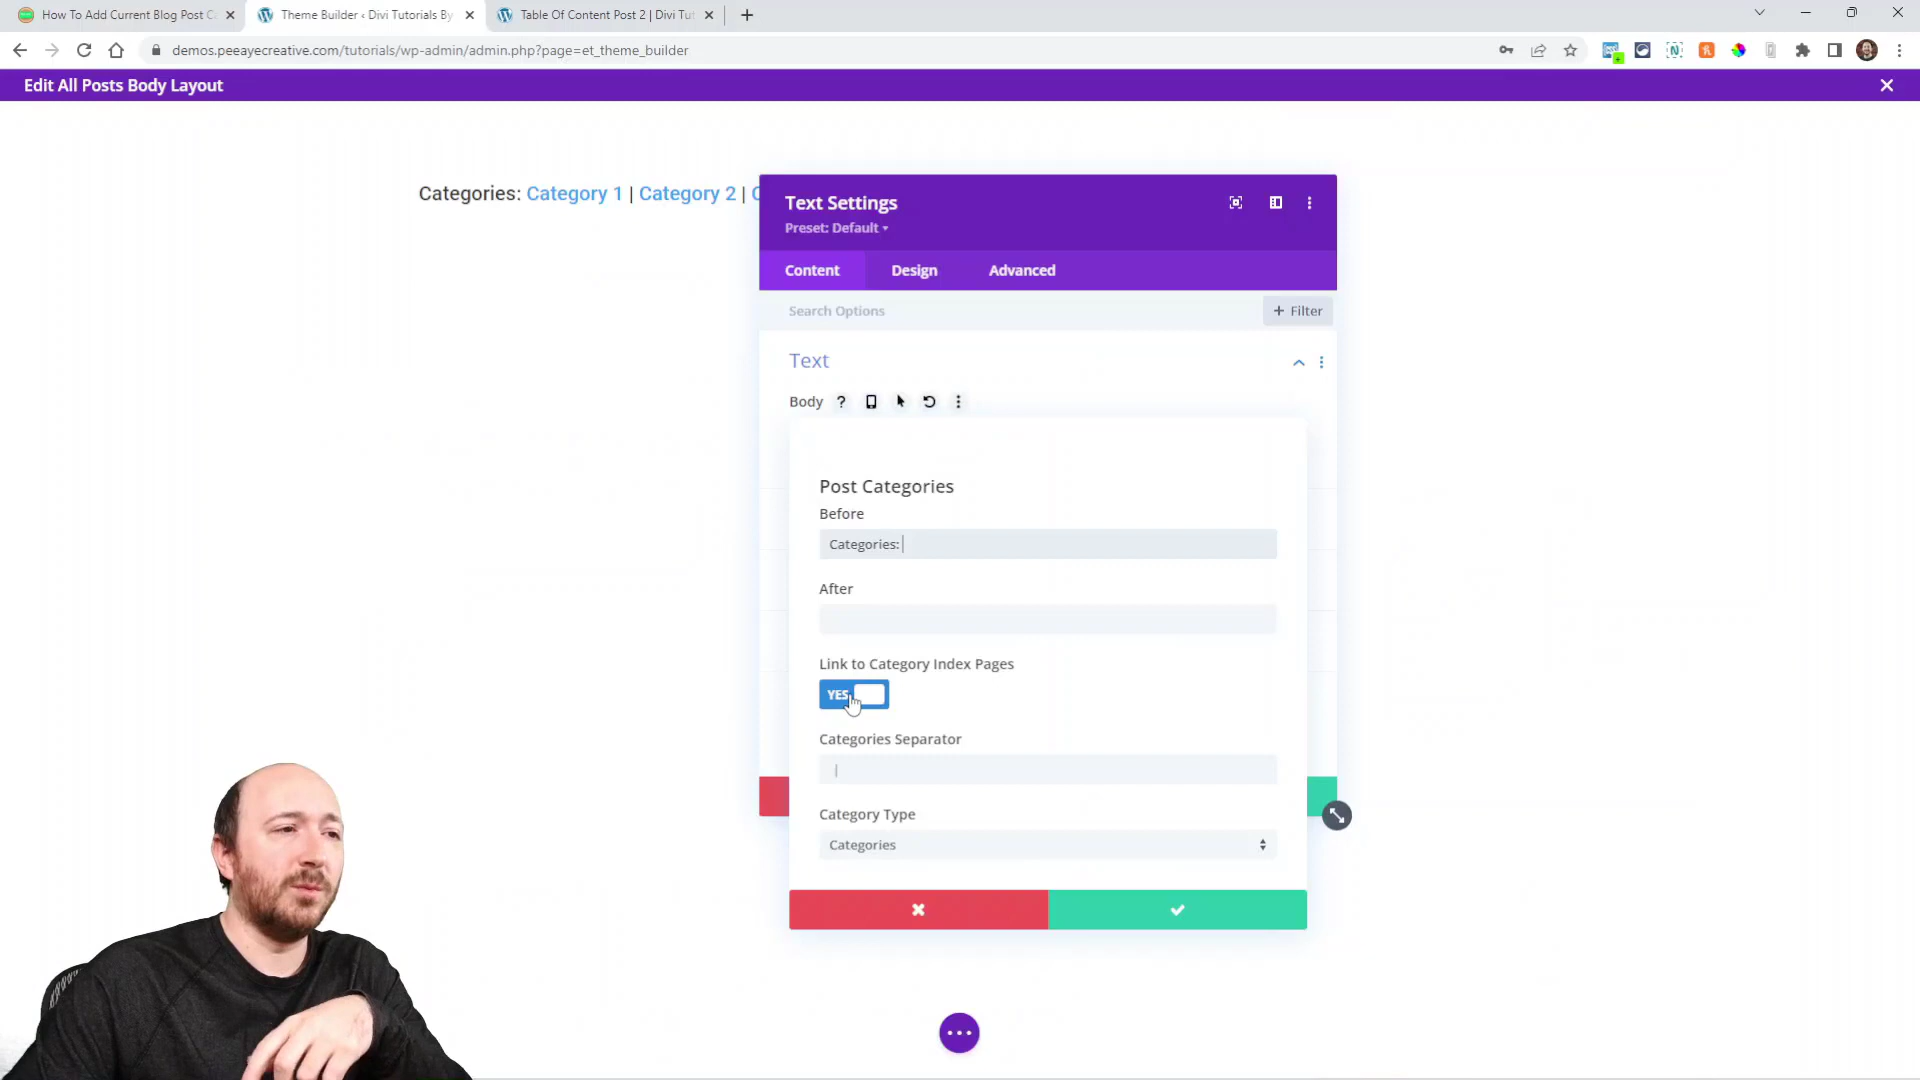 How To Add Current Blog Post C
Theme Builder ‹ Divi Tutorials By
Table Of Content Post 2 | Divi Tut
demos.peeayecreative.com/tutorials/wp-admin/admin.php?page=et_theme_builder
Edit All Posts Body Layout
Categories: Category 1 | Category 2 | C
Text Settings
Preset: Default
Content
Design
Advanced
Search Options
+ Filter
Text
Body ?
Post Categories
Before
Categories:
After
Link to Category Index Pages
YES
Categories Separator
|
Category Type
Categories